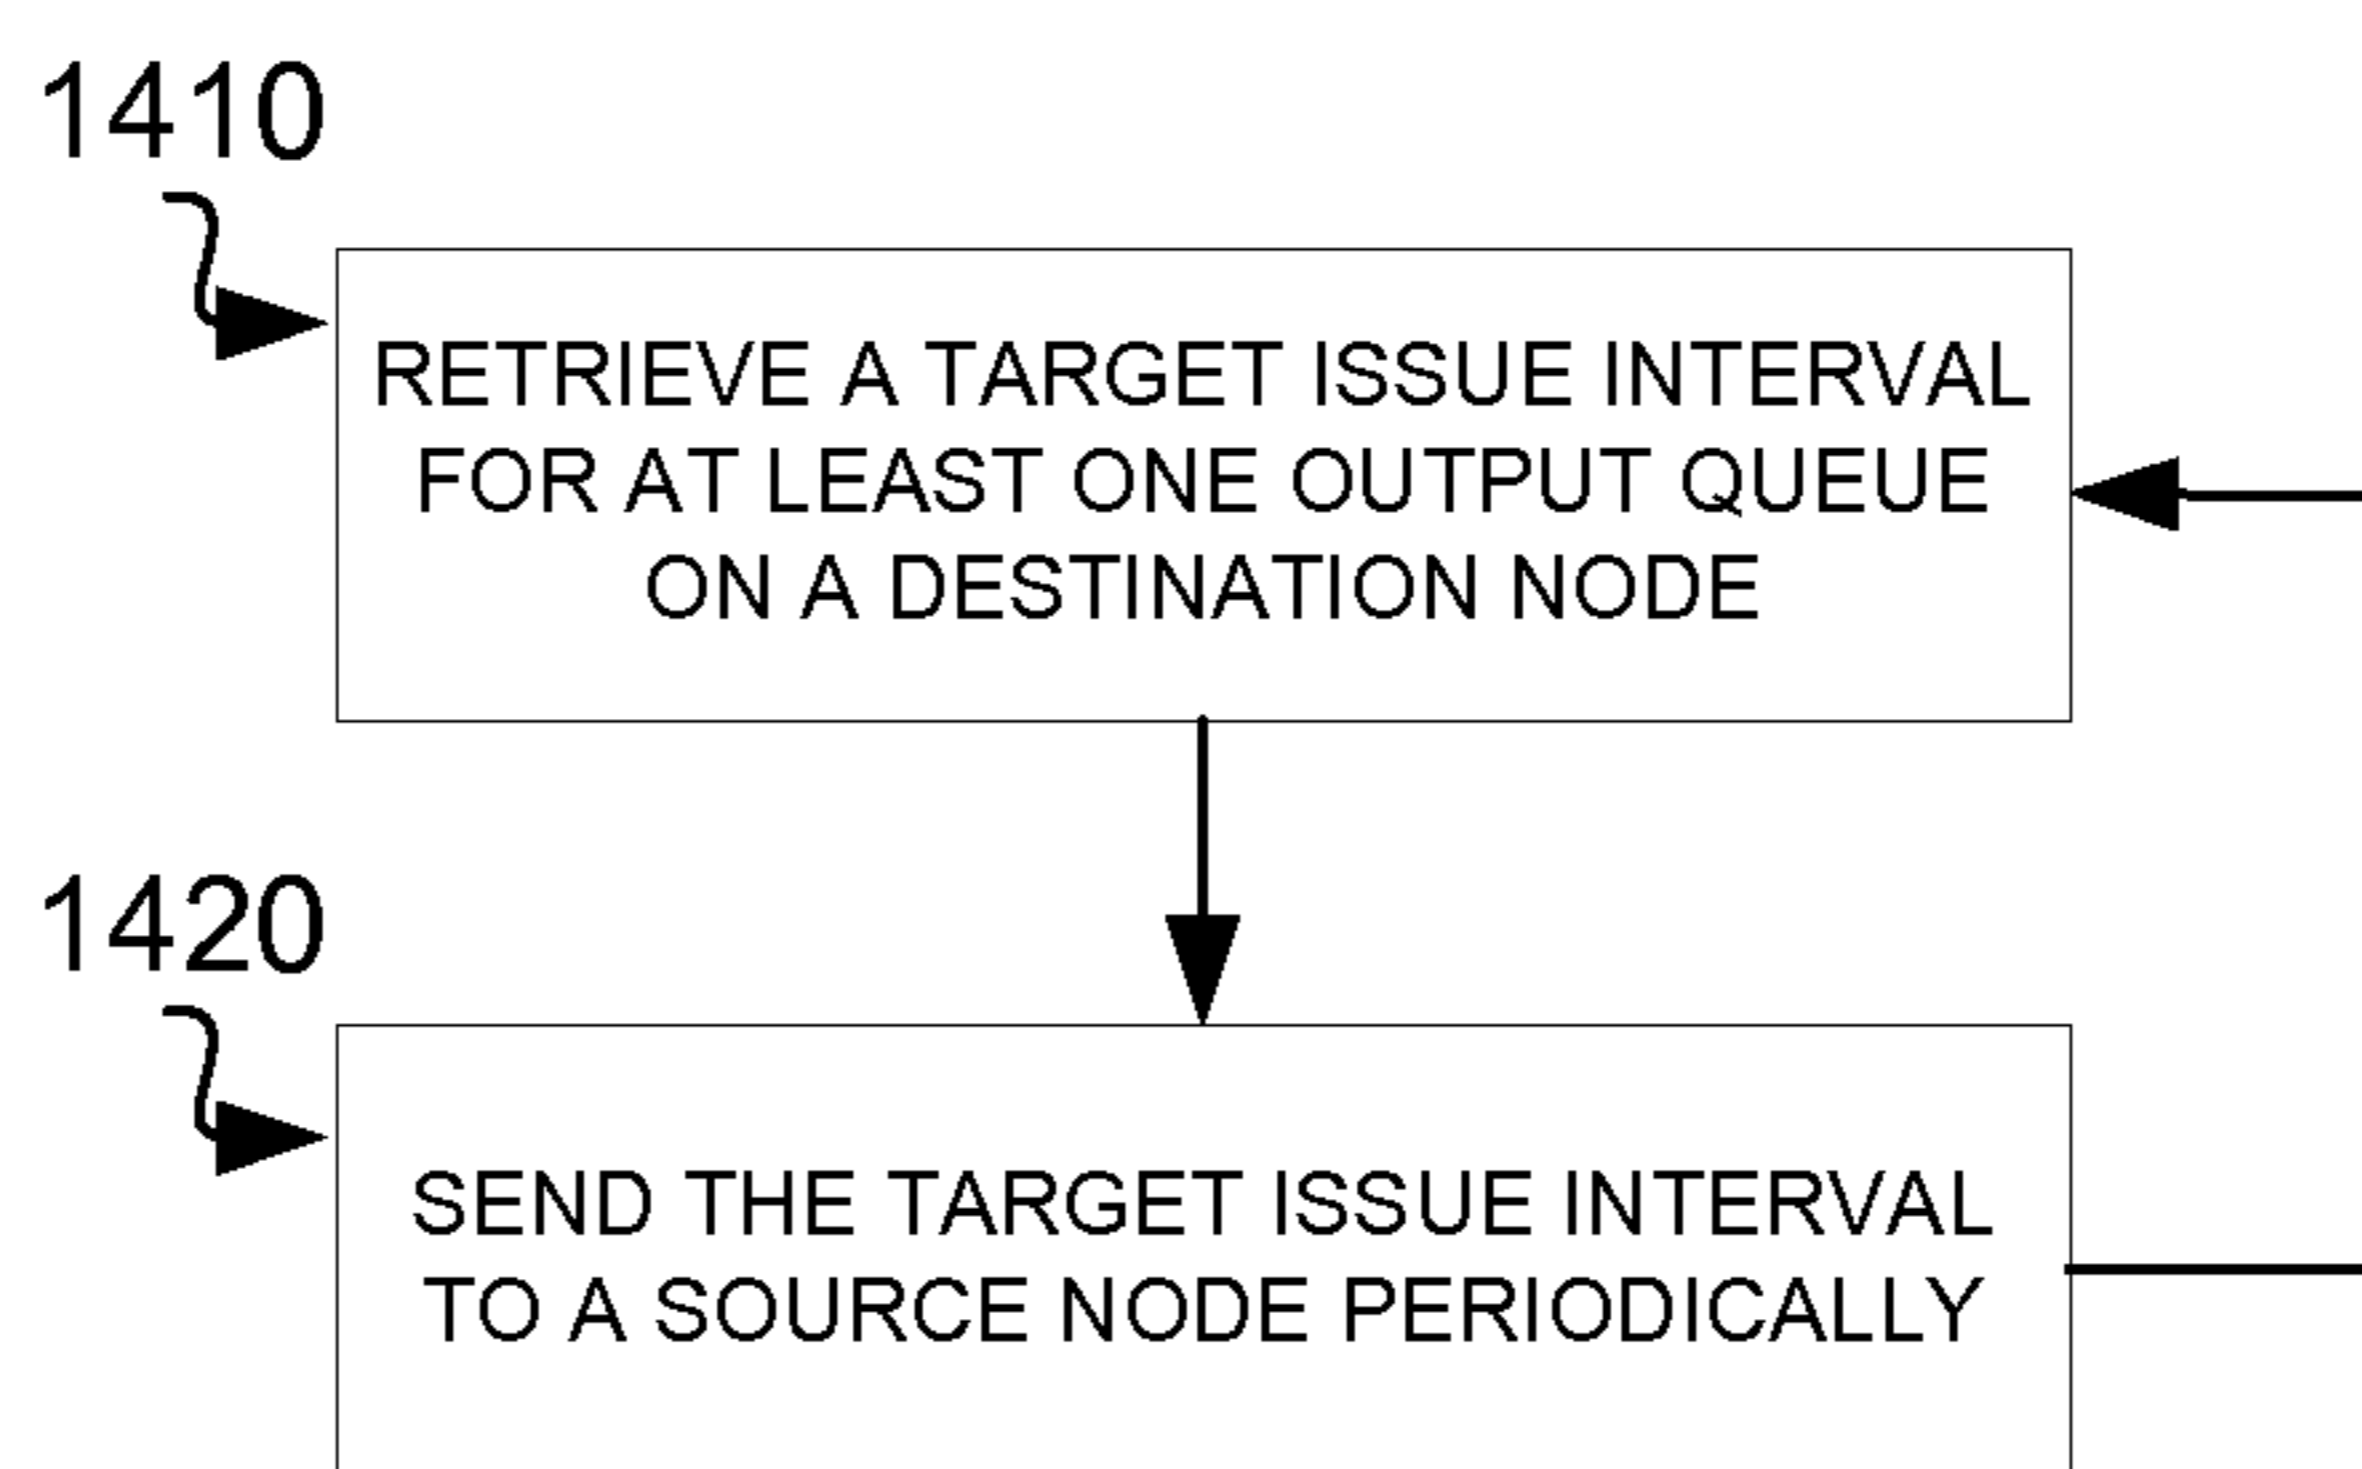 1410
RETRIEVE A TARGET ISSUE INTERVAL
FOR AT LEAST ONE OUTPUT QUEUE
ON A DESTINATION NODE
1420
SEND THE TARGET ISSUE INTERVAL
TO A SOURCE NODE PERIODICALLY